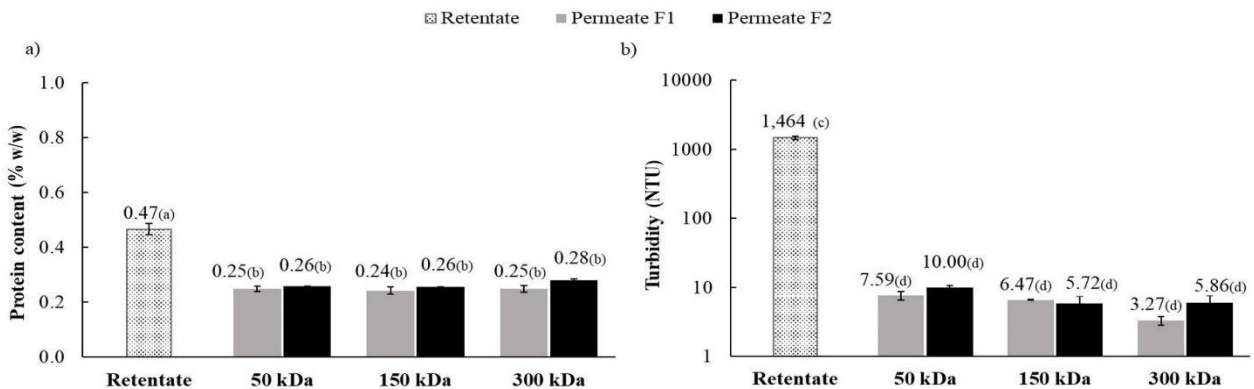 Retentate Permeate F1 Permeate F2
a)
Protein content (% w/w)
1.0
0.8
0.6
0.4
0.2
0.0
0.47(a)
0.25(b) 0.26(b) 0.24(b) 0.26(b) 0.25(b) 0.28(b)
Retentate 50 kDa 150 kDa 300 kDa
b)
Turbidity (NTU)
10000
1000
100
10
1
1,464 (c)
7.59(d) 10.00(d) 6.47(d) 5.72(d) 3.27(d) 5.86(d)
Retentate 50 kDa 150 kDa 300 kDa